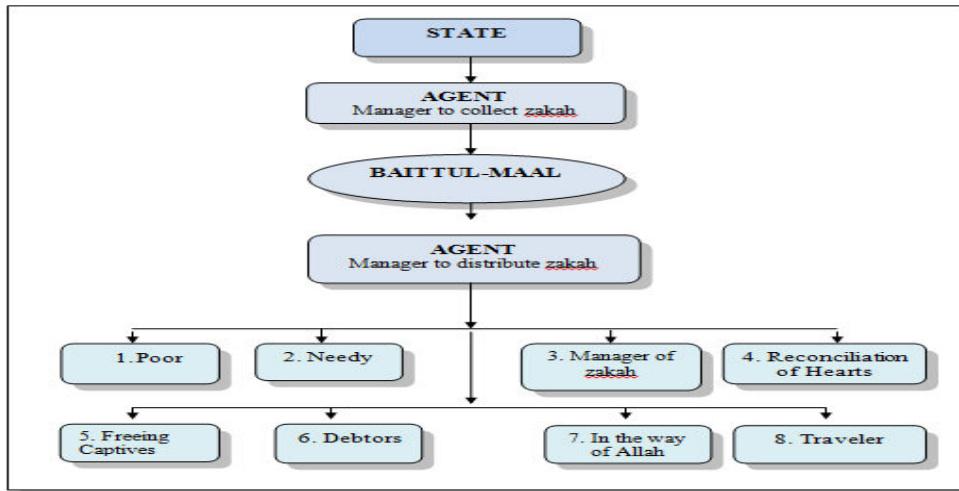 STATE
AGENT
Manager to collect zakah
BAITTUL-MAAL
AGENT
Manager to distribute zakah
1.Poor
2. Needy
3. Manager of
zakah
4. Reconciliation
of Hearts
5. Freeing
Captives
6. Debtors
7. In the way
of Allah
8. Traveler